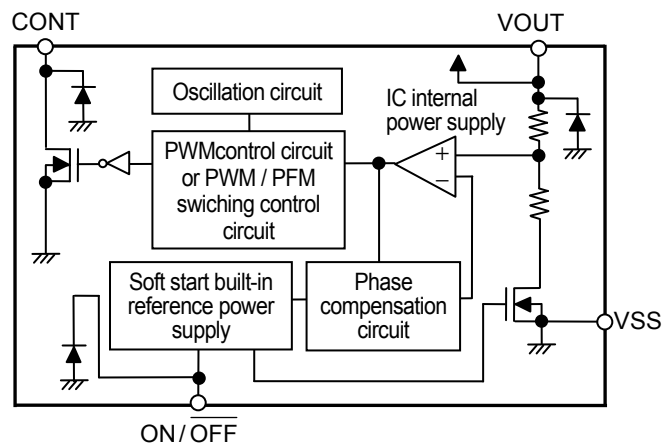 CONT
VOUT
Oscillation circuit
IC internal
power supply
PWMcontrol circuit
or PWM / PFM
swiching control
circuit
+
−
Soft start built-in
reference power
supply
Phase
compensation
circuit
VSS
ON/OFF